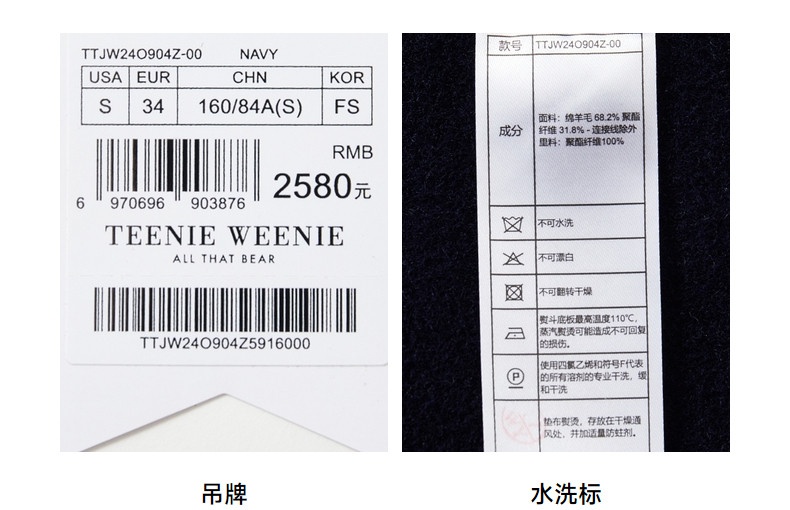 TTJW24O904Z-00 NAVY
USA EUR CHN KOR
S 34 160/84A(S) FS
RMB
2580元
6 970696 903876
TEENIE WEENIE
ALL THAT BEAR
TTJW24O904Z5916000
吊牌
款号 TTJW24O904Z-00
成分
面料：绵羊毛 68.2% 聚酯
纤维 31.8% - 连接线除外
里料：聚酯纤维100%
不可水洗
不可漂白
不可翻转干燥
熨斗底板最高温度110℃，
蒸汽熨烫可能造成不可回复
的损伤。
P
使用四氯乙烯和符号F代表
的所有溶剂的专业干洗，缓
和干洗
垫布熨烫，存放在干燥通
风处，并加适量防蛀剂。
水洗标